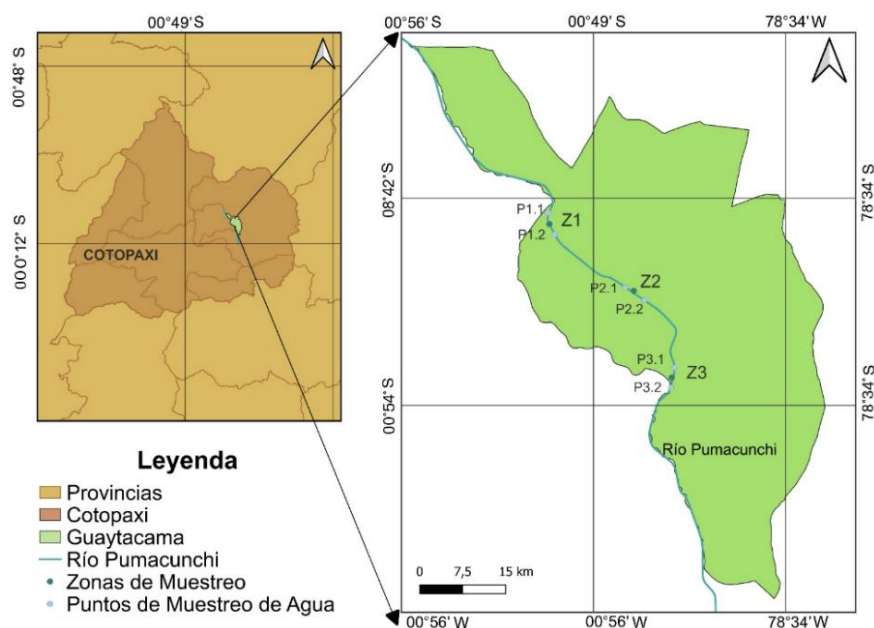 00°49" S
00°48" S
00 0°12" S
COTOPAXI
Leyenda
Provincias
Cotopaxi
Guaytacama
Río Pumacunchi
Zonas de Muestreo
Puntos de Muestreo de Agua
00°56" S
00°49" S
78°34" W
08°42" S
78°34" S
P1.1
Z1
P1.2
Z2
P2.1
P2.2
P3.1
Z3
P3.2
00°54" S
78°34" S
Río Pumacunchi
0
7,5
15 km
00°56' W
00°56" W
78°34" W